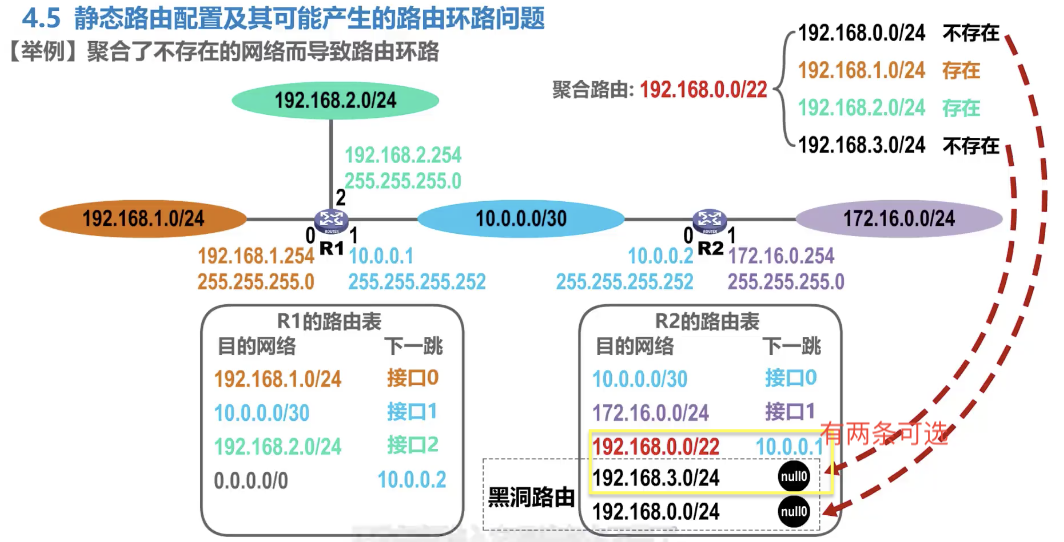 4.5 静态路由配置及其可能产生的路由环路问题
【举例】聚合了不存在的网络而导致路由环路
聚合路由: 192.168.0.0/22
192.168.0.0/24 不存在
192.168.1.0/24 存在
192.168.2.0/24 存在
192.168.3.0/24 不存在
192.168.2.0/24
192.168.2.254
255.255.255.0
2
192.168.1.0/24
ROUTER
10.0.0.0/30
ROUTER
172.16.0.0/24
0
R1
1
0
R2
1
192.168.1.254
255.255.255.0
10.0.0.1
255.255.255.252
10.0.0.2
255.255.255.252
172.16.0.254
255.255.255.0
R1的路由表
目的网络 下一跳
192.168.1.0/24 接口0
10.0.0.0/30 接口1
192.168.2.0/24 接口2
0.0.0.0/0 10.0.0.2
R2的路由表
目的网络 下一跳
10.0.0.0/30 接口0
172.16.0.0/24 接口1
有两条可选
192.168.0.0/22 10.0.0.1
黑洞路由
192.168.3.0/24 null0
192.168.0.0/24 null0